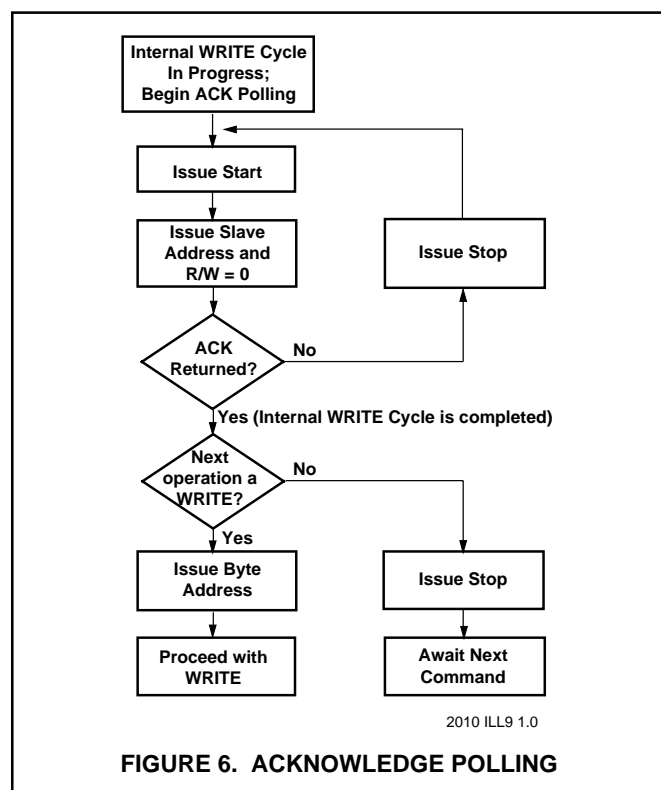 Internal WRITE Cycle
In Progress;
Begin ACK Polling
Issue Start
Issue Slave
Address and
R/W = 0
Issue Stop
ACK
Returned?
No
Yes (Internal WRITE Cycle is completed)
Next
operation a
WRITE?
No
Yes
Issue Byte
Address
Issue Stop
Proceed with
WRITE
Await Next
Command
2010 ILL9 1.0
FIGURE 6. ACKNOWLEDGE POLLING